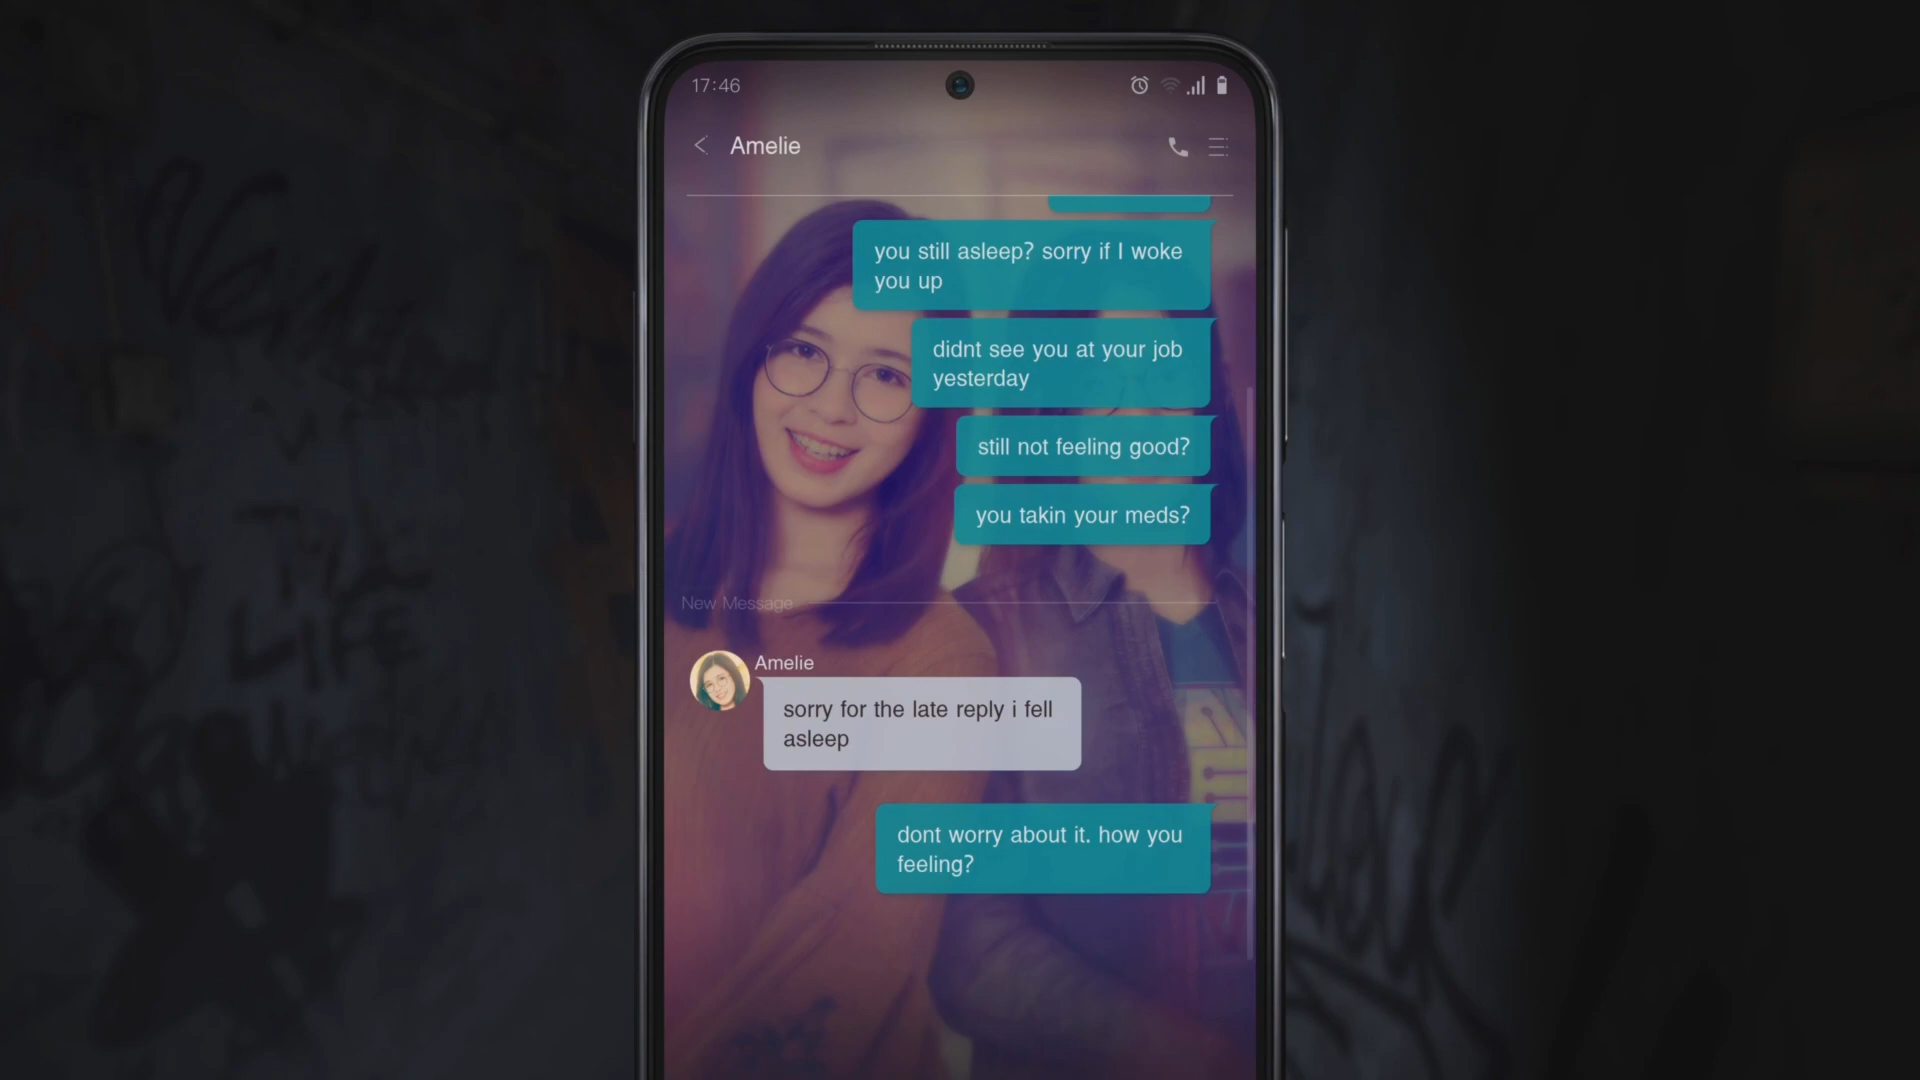 17:46
Amelie
you still asleep? sorry if I woke
you up
didnt see you at your job
yesterday
still not feeling good?
you takin your meds?
New Message
Amelie
sorry for the late reply i fell
asleep
dont worry about it. how you
feeling?
LIFE